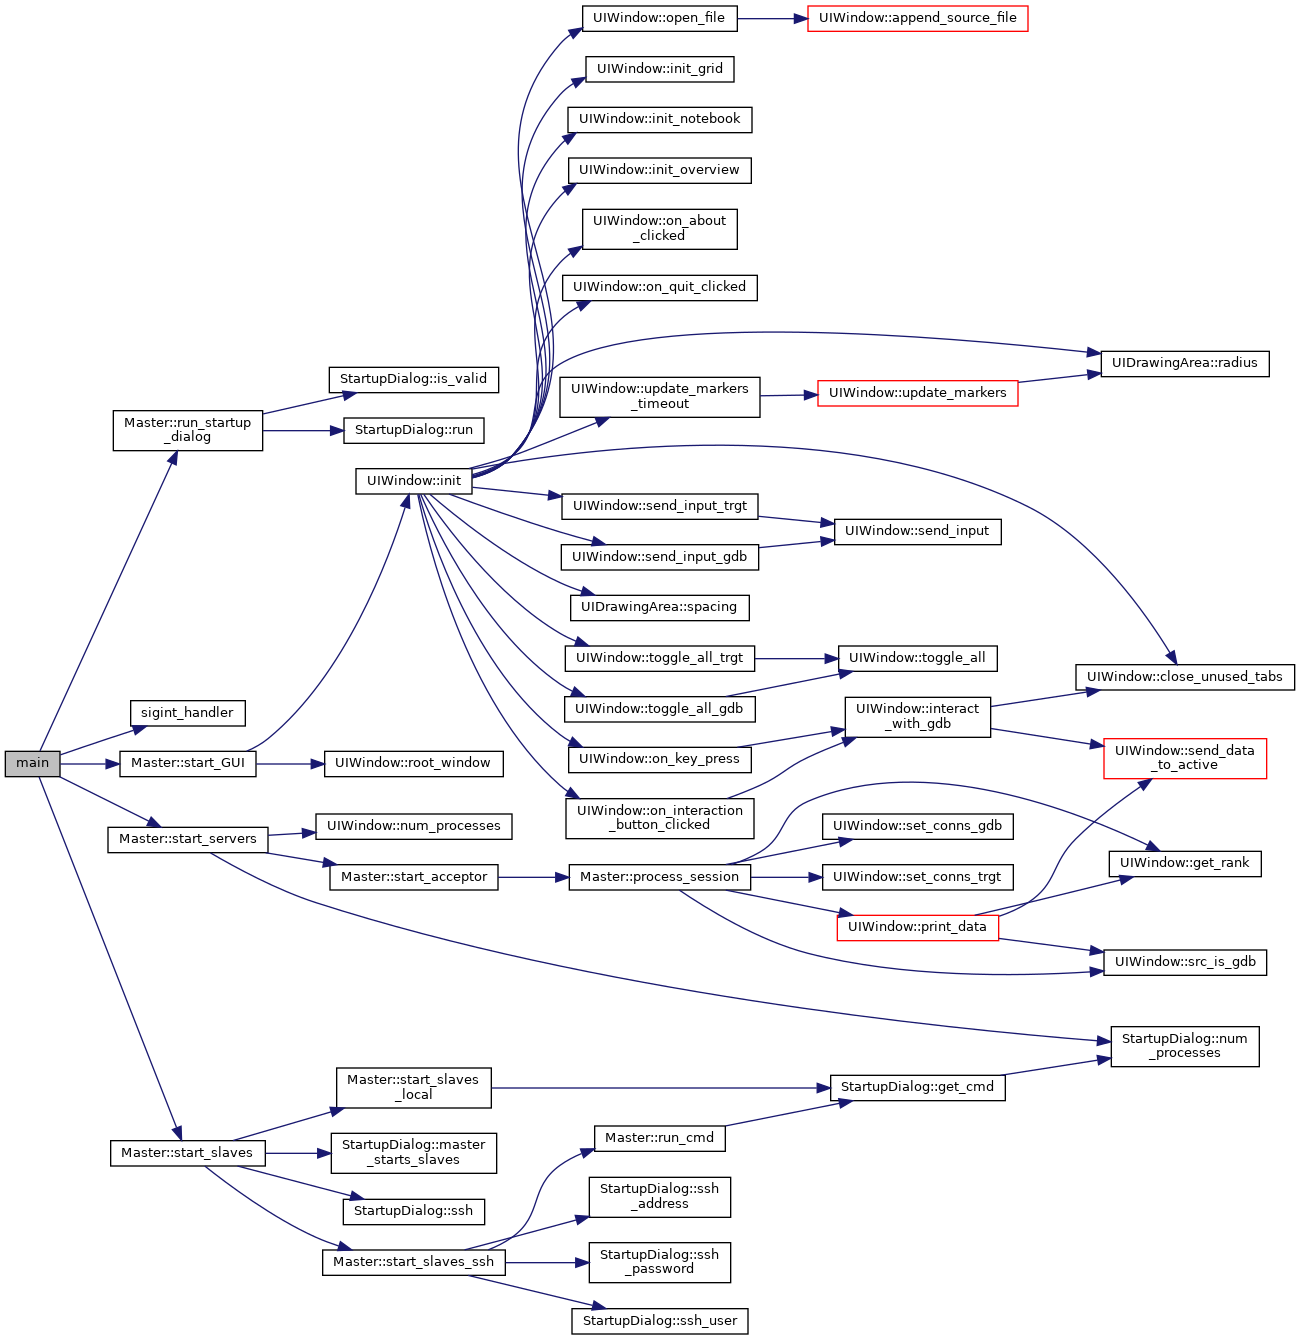 main
Master::run_startup
_dialog
StartupDialog::is_valid
StartupDialog::run
sigint_handler
Master::start_GUI
UIWindow::init
UIWindow::open_file
UIWindow::append_source_file
UIWindow::init_grid
UIWindow::init_notebook
UIWindow::init_overview
UIWindow::on_about
_clicked
UIWindow::on_quit_clicked
UIDrawingArea::radius
UIWindow::update_markers
_timeout
UIWindow::update_markers
UIWindow::send_input_trgt
UIWindow::send_input
UIWindow::send_input_gdb
UIDrawingArea::spacing
UIWindow::toggle_all_trgt
UIWindow::toggle_all
UIWindow::toggle_all_gdb
UIWindow::close_unused_tabs
UIWindow::interact
_with_gdb
UIWindow::on_key_press
UIWindow::send_data
_to_active
UIWindow::on_interaction
_button_clicked
UIWindow::root_window
Master::start_servers
UIWindow::num_processes
Master::start_acceptor
Master::process_session
UIWindow::set_conns_gdb
UIWindow::set_conns_trgt
UIWindow::get_rank
UIWindow::print_data
UIWindow::src_is_gdb
StartupDialog::num
_processes
Master::start_slaves
Master::start_slaves
_local
StartupDialog::get_cmd
StartupDialog::master
_starts_slaves
StartupDialog::ssh
Master::start_slaves_ssh
Master::run_cmd
StartupDialog::ssh
_address
StartupDialog::ssh
_password
StartupDialog::ssh_user